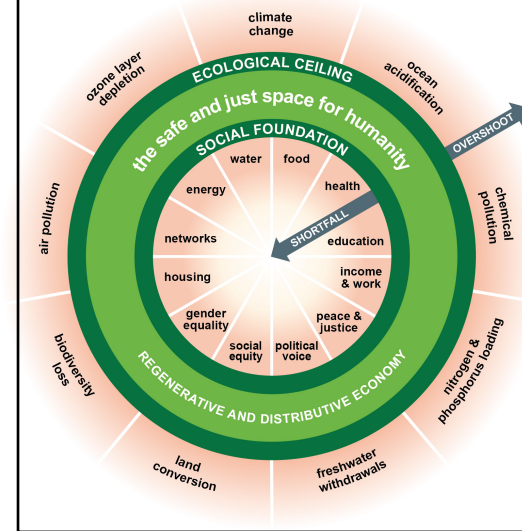 climate
change
ozone layer
depletion
ocean
acidification
ECOLOGICAL CEILING
the safe and just space for humanity
OVERSHOOT
SOCIAL FOUNDATION
water
food
energy
health
air pollution
chemical
pollution
SHORTFALL
networks
education
housing
income
& work
gender
equality
peace &
justice
social
equity
political
voice
biodiversity
loss
nitrogen &
phosphorus loading
REGENERATIVE AND DISTRIBUTIVE ECONOMY
land
conversion
freshwater
withdrawals